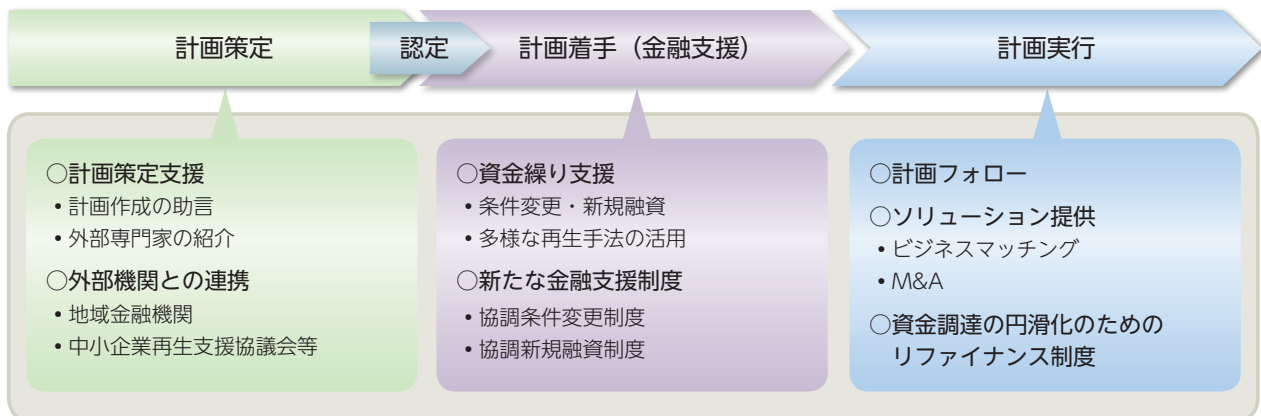 計画策定
認定
計画着手（金融支援）
計画実行
○計画策定支援
•計画作成の助言
•外部専門家の紹介
○外部機関との連携
•地域金融機関
•中小企業再生支援協議会等
○資金繰り支援
•条件変更・新規融資
•多様な再生手法の活用
○新たな金融支援制度
•協調条件変更制度
•協調新規融資制度
○計画フォロー
○ソリューション提供
•ビジネスマッチング
•M&A
○資金調達の円滑化のための
リファイナンス制度